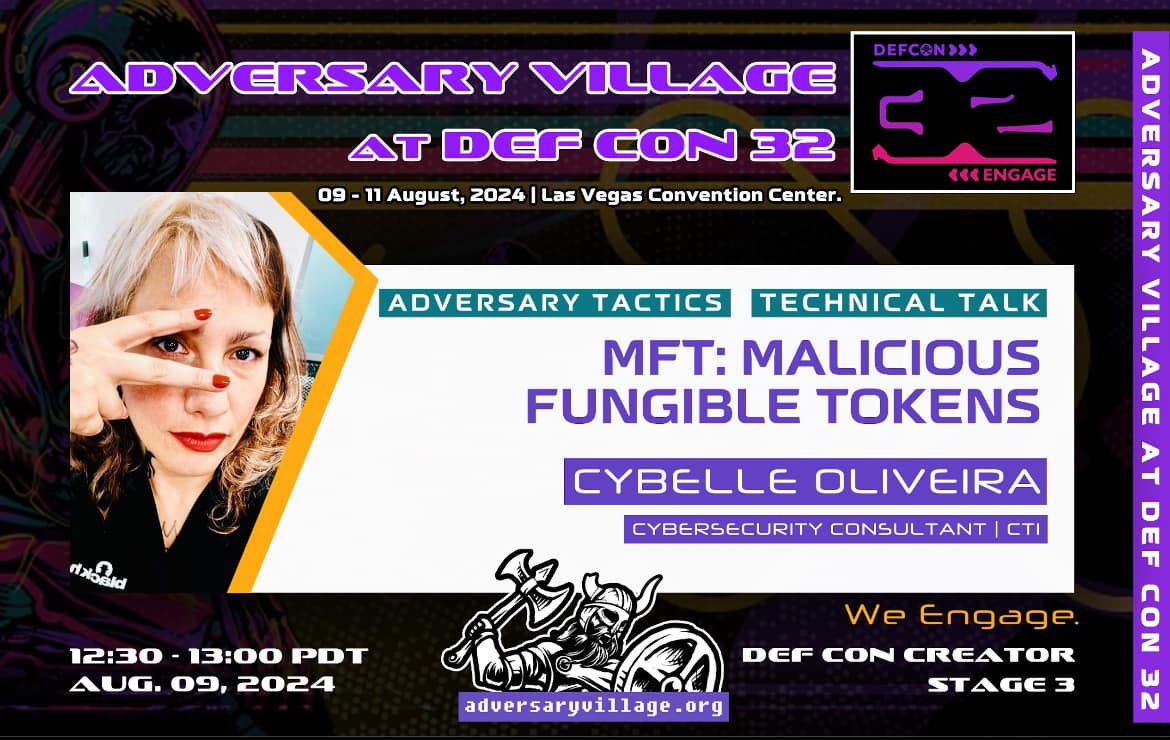 ADVERSARY VILLAGE
AT DEF CON 32
09 - 11 August, 2024 | Las Vegas Convention Center.
DEFCON
ENGAGE
ADVERSARY TACTICS
TECHNICAL TALK
MFT: MALICIOUS
FUNGIBLE TOKENS
CYBELLE OLIVEIRA
CYBERSECURITY CONSULTANT | CTI
black h
We Engage.
12:30 - 13:00 PDT
AUG. 09, 2024
DEF CON CREATOR
STAGE 3
adversaryvillage.org
ADVERSARY VILLAGE AT DEF CON 32